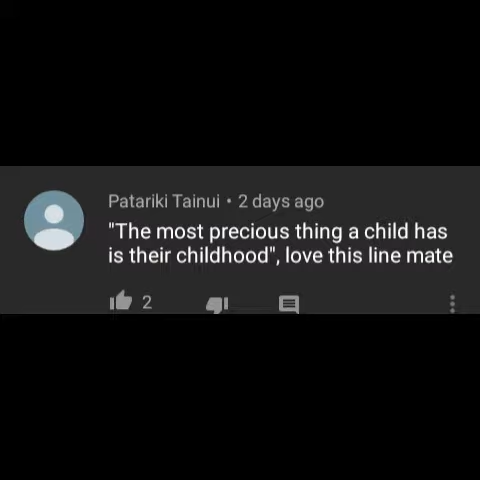 Patariki Tainui • 2 days ago
"The most precious thing a child has
is their childhood", love this line mate
2